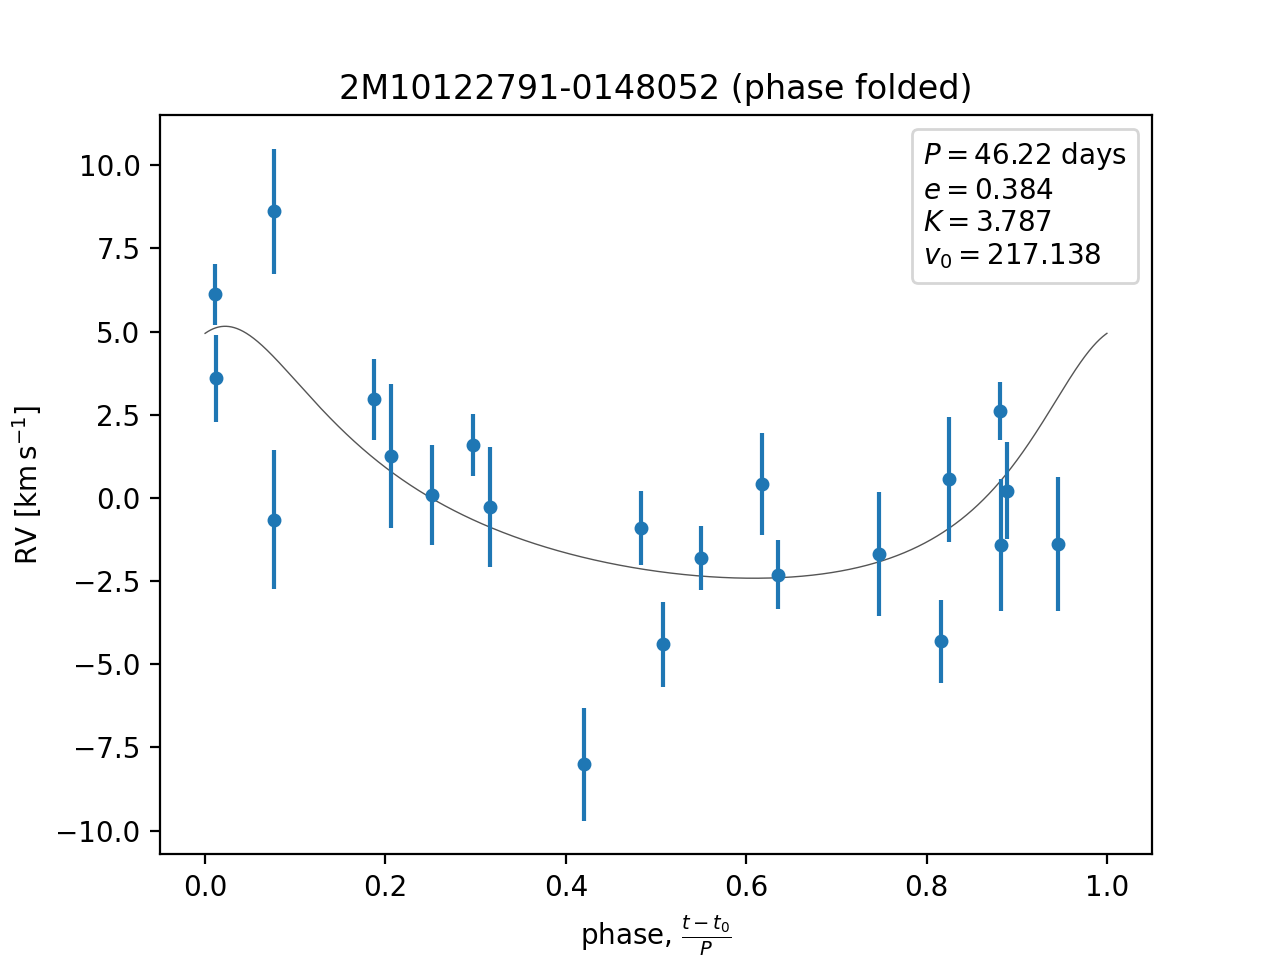 2M10122791-0148052 (phase folded)
P = 46.22 days
e = 0.384
K = 3.787
v₀ = 217.138
10.0
7.5
5.0
2.5
0.0
−2.5
−5.0
−7.5
−10.0
RV [km s⁻¹]
0.0 0.2 0.4 0.6 0.8 1.0
phase, (t − t₀)/P